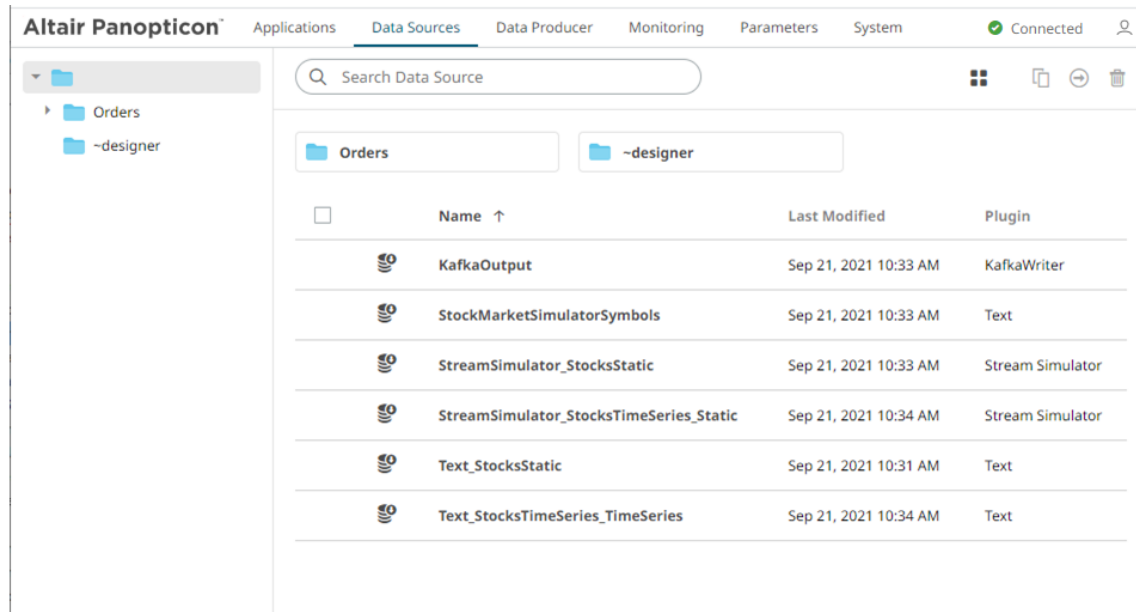 Altair Panopticon™ Applications Data Sources Data Producer Monitoring Parameters System Connected
Search Data Source
Orders
~designer
Orders ~designer
Name ↑ Last Modified Plugin
KafkaOutput Sep 21, 2021 10:33 AM KafkaWriter
StockMarketSimulatorSymbols Sep 21, 2021 10:33 AM Text
StreamSimulator_StocksStatic Sep 21, 2021 10:33 AM Stream Simulator
StreamSimulator_StocksTimeSeries_Static Sep 21, 2021 10:34 AM Stream Simulator
Text_StocksStatic Sep 21, 2021 10:31 AM Text
Text_StocksTimeSeries_TimeSeries Sep 21, 2021 10:34 AM Text